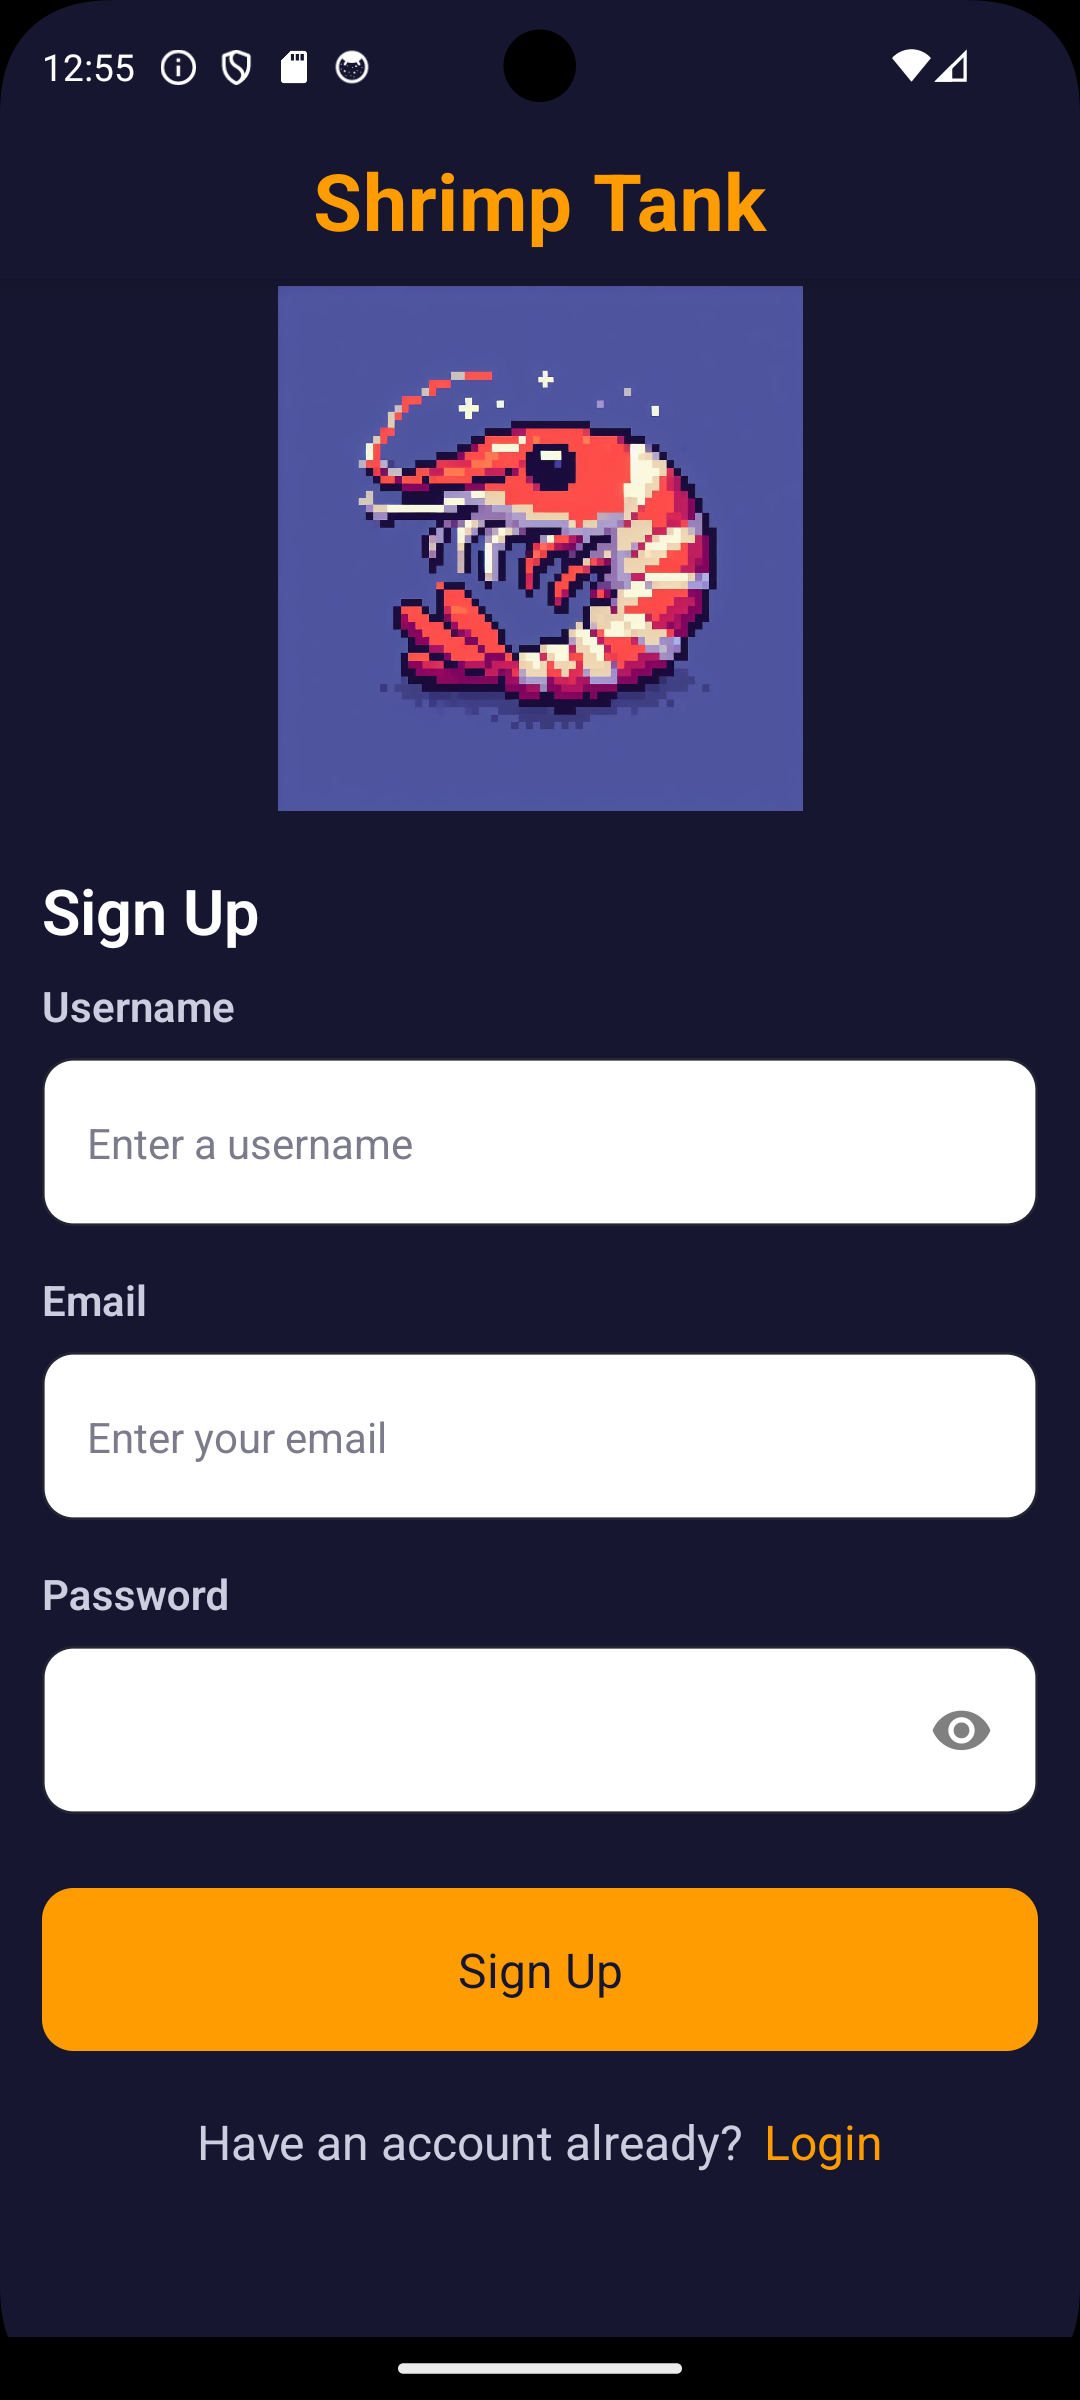 12:55
Shrimp Tank
Sign Up
Username
Enter a username
Email
Enter your email
Password
Sign Up
Have an account already? Login